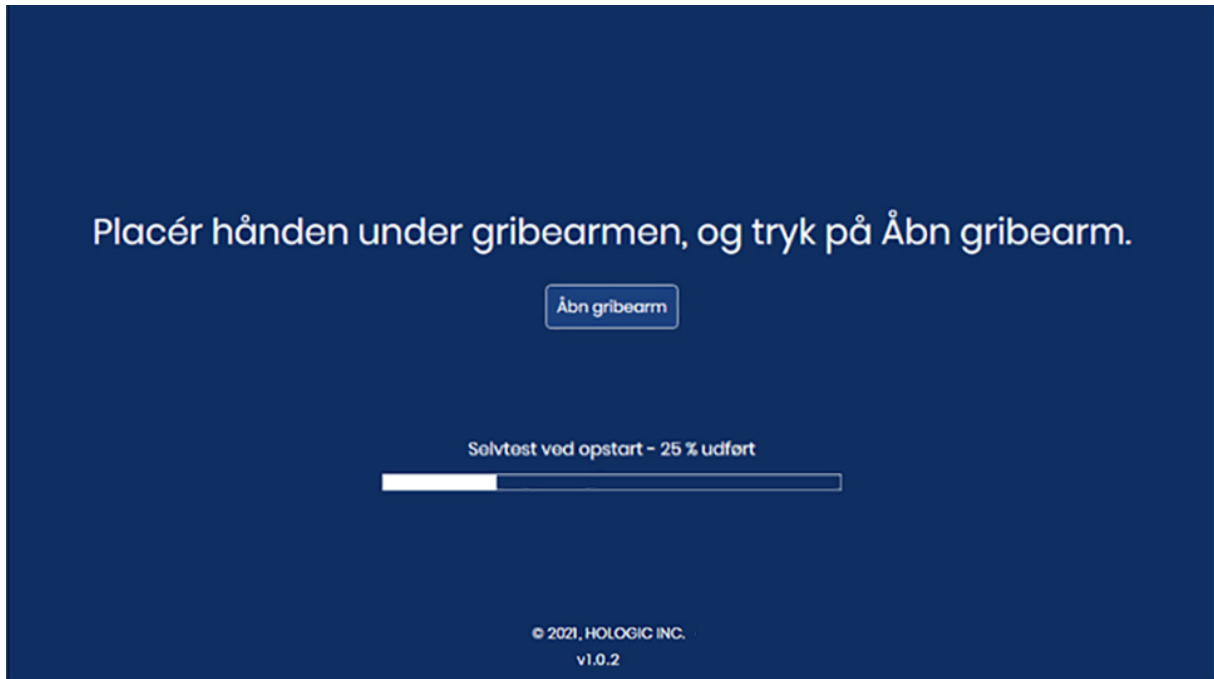 Placér hånden under gribearmen, og tryk på Åbn gribearm.
Åbn gribearm
Selvtest ved opstart - 25 % udført
© 2021, HOLOGIC INC.
v1.0.2